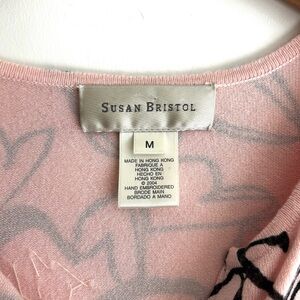 SUSAN BRISTOL
M
MADE IN HONG KONG
FABRIQUE A
HONG KONG
HECHO EN
HONG KONG
© 2004
HAND EMBROIDERED
BRODE MAIN
BORDADO A MANO